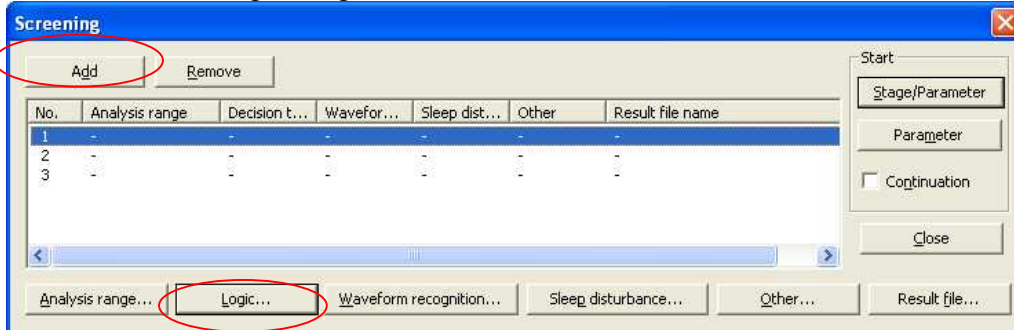 Screening
Add Remove
Start
Stage/Parameter
No. Analysis range Decision t... Wavefor... Sleep dist... Other Result file name
1 - - - - - -
Parameter
2 - - - - - -
3 - - - - - -
Continuation
Close
Analysis range... Logic... Waveform recognition... Sleep disturbance... Other... Result file...